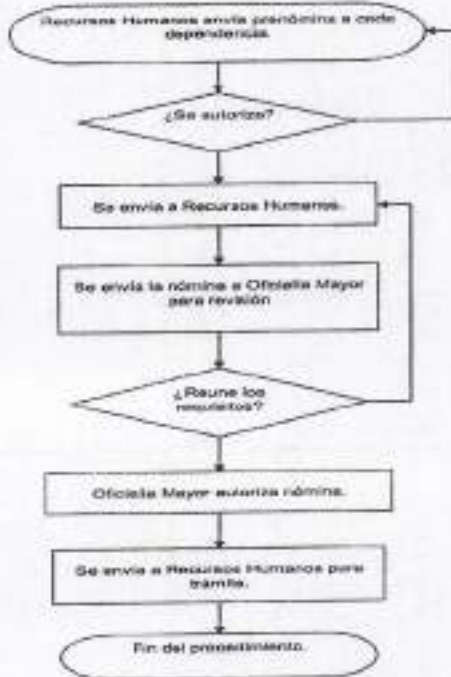 Recursos Humanos envía prenómina a cada
dependencia.
¿Se autoriza?
Se envía a Recursos Humanos.
Se envía la nómina a Oficialía Mayor
para revisión
¿Reune los
requisitos?
Oficialía Mayor autoriza nómina.
Se envía a Recursos Humanos para
trámite.
Fin del procedimiento.